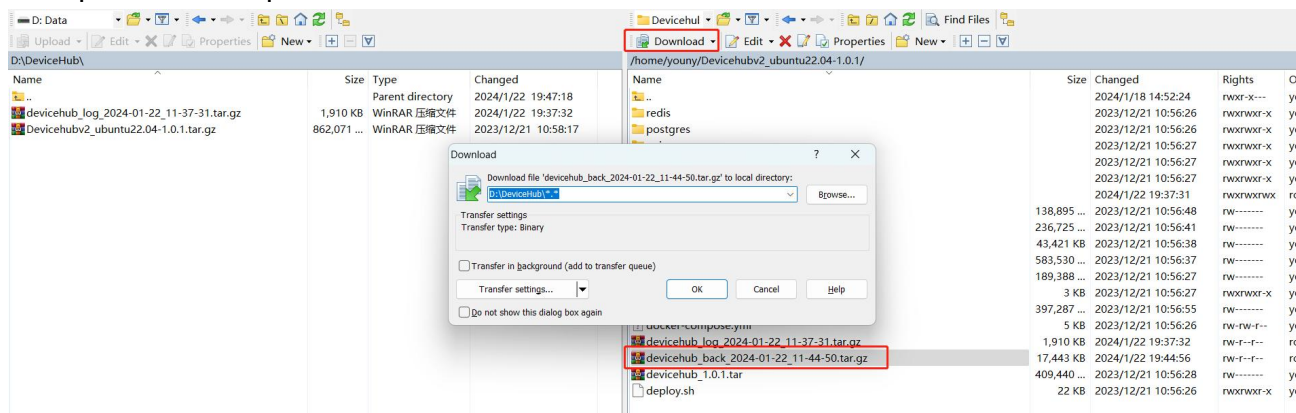 D: Data
Upload Edit Properties New
D:\DeviceHub\
Name Size Type Changed
.. Parent directory 2024/1/22 19:47:18
devicehub_log_2024-01-22_11-37-31.tar.gz 1,910 KB WinRAR 压缩文件 2024/1/22 19:37:32
Devicehubv2_ubuntu22.04-1.0.1.tar.gz 862,071 ... WinRAR 压缩文件 2023/12/21 10:58:17
Devicehul Find Files
Download Edit Properties New
/home/youny/Devicehubv2_ubuntu22.04-1.0.1/
Name Size Changed Rights O
.. 2024/1/18 14:52:24 rwxr-x---
redis 2023/12/21 10:56:26 rwxrwxr-x
postgres 2023/12/21 10:56:26 rwxrwxr-x
2023/12/21 10:56:27 rwxrwxr-x
2023/12/21 10:56:27 rwxrwxr-x
2023/12/21 10:56:27 rwxrwxr-x
2024/1/22 19:37:31 rwxrwxrwx
138,895 ... 2023/12/21 10:56:48 rw-------
236,725 ... 2023/12/21 10:56:41 rw-------
43,421 KB 2023/12/21 10:56:38 rw-------
583,530 ... 2023/12/21 10:56:37 rw-------
189,388 ... 2023/12/21 10:56:27 rw-------
3 KB 2023/12/21 10:56:27 rwxrwxr-x
397,287 ... 2023/12/21 10:56:55 rw-------
docker-compose.yml 5 KB 2023/12/21 10:56:26 rw-rw-r--
devicehub_log_2024-01-22_11-37-31.tar.gz 1,910 KB 2024/1/22 19:37:32 rw-r--r--
devicehub_back_2024-01-22_11-44-50.tar.gz 17,443 KB 2024/1/22 19:44:56 rw-r--r--
devicehub_1.0.1.tar 409,440 ... 2023/12/21 10:56:28 rw-------
deploy.sh 22 KB 2023/12/21 10:56:26 rwxrwxr-x
Download ? X
Download file 'devicehub_back_2024-01-22_11-44-50.tar.gz' to local directory:
D:\DeviceHub\*.*
Browse...
Transfer settings
Transfer type: Binary
Transfer in background (add to transfer queue)
Transfer settings... OK Cancel Help
Do not show this dialog box again